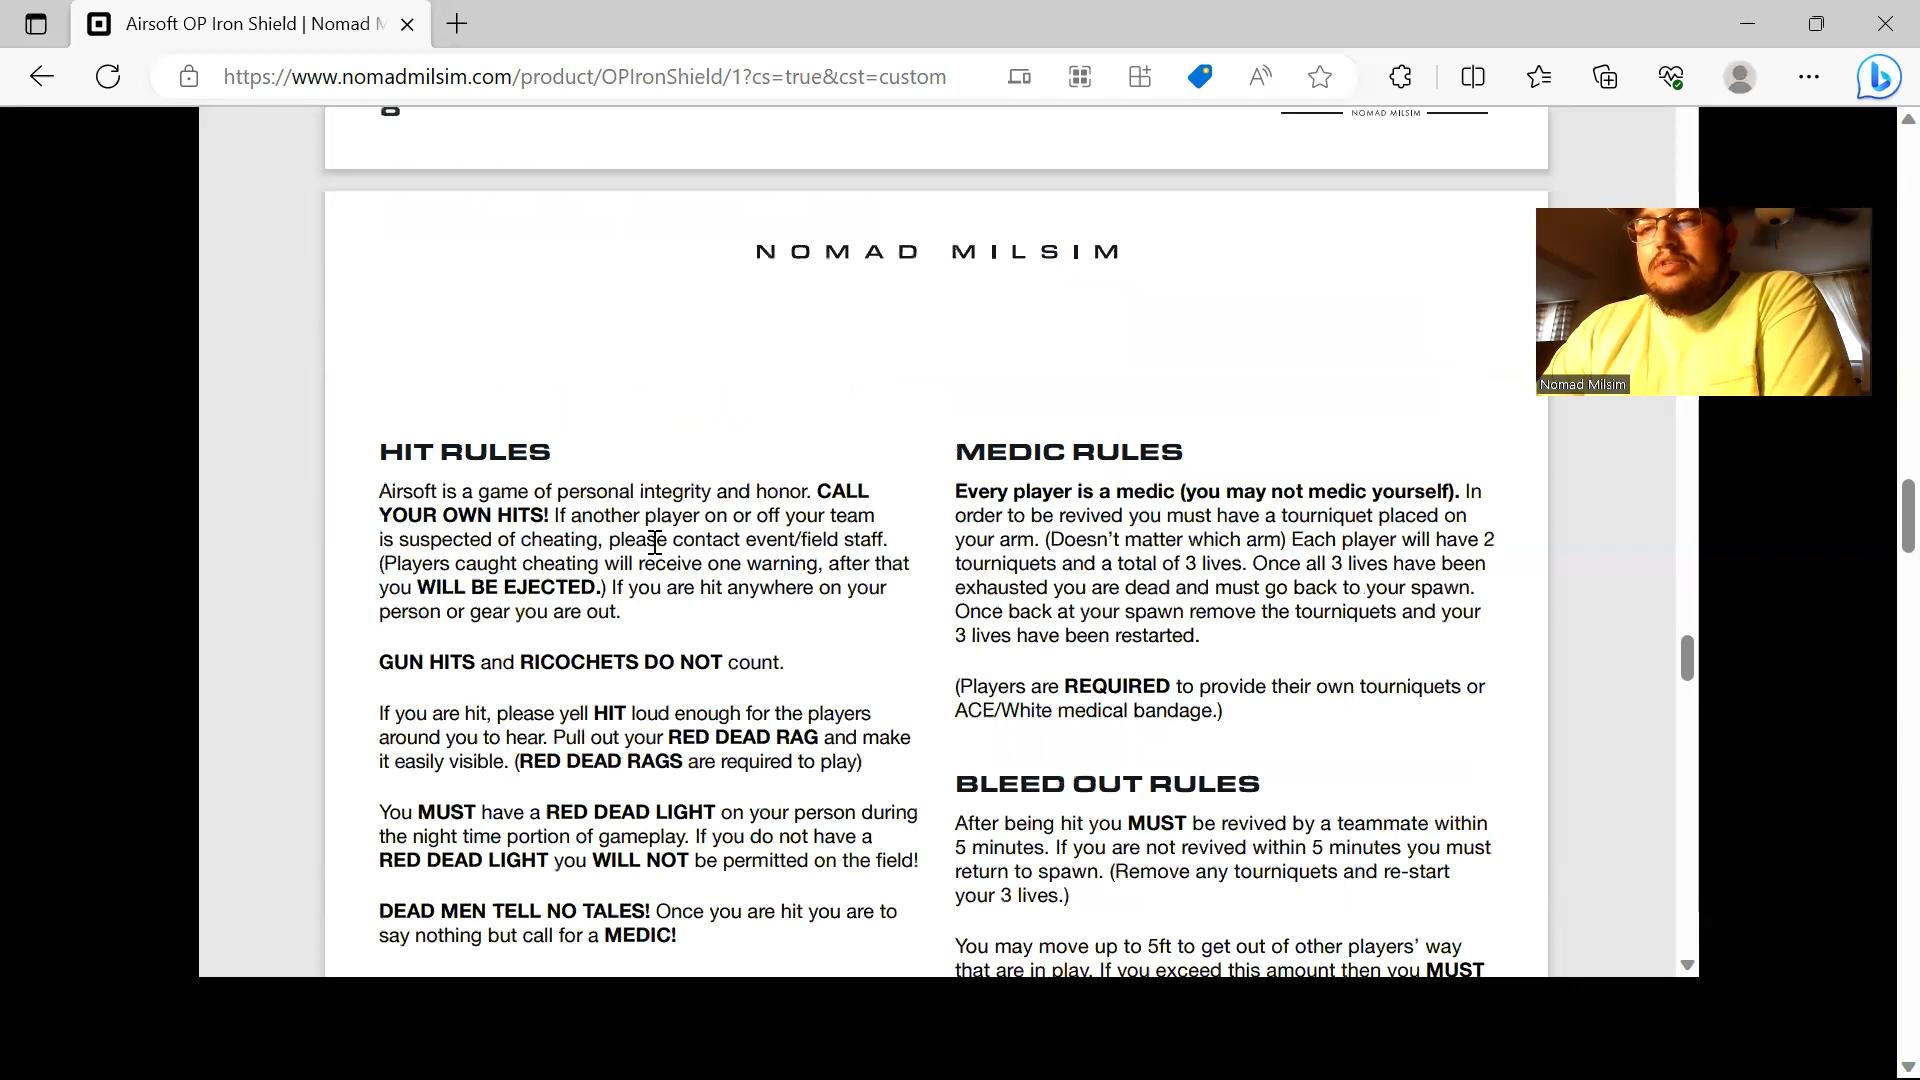 Airsoft OP Iron Shield | Nomad M
https://www.nomadmilsim.com/product/OPIronShield/1?cs=true&cst=custom
8
NOMAD MILSIM
NOMAD MILSIM
Nomad Milsim
HIT RULES
Airsoft is a game of personal integrity and honor. CALL
YOUR OWN HITS! If another player on or off your team
is suspected of cheating, please contact event/field staff.
(Players caught cheating will receive one warning, after that
you WILL BE EJECTED.) If you are hit anywhere on your
person or gear you are out.
GUN HITS and RICOCHETS DO NOT count.
If you are hit, please yell HIT loud enough for the players
around you to hear. Pull out your RED DEAD RAG and make
it easily visible. (RED DEAD RAGS are required to play)
You MUST have a RED DEAD LIGHT on your person during
the night time portion of gameplay. If you do not have a
RED DEAD LIGHT you WILL NOT be permitted on the field!
DEAD MEN TELL NO TALES! Once you are hit you are to
say nothing but call for a MEDIC!
MEDIC RULES
Every player is a medic (you may not medic yourself). In
order to be revived you must have a tourniquet placed on
your arm. (Doesn't matter which arm) Each player will have 2
tourniquets and a total of 3 lives. Once all 3 lives have been
exhausted you are dead and must go back to your spawn.
Once back at your spawn remove the tourniquets and your
3 lives have been restarted.
(Players are REQUIRED to provide their own tourniquets or
ACE/White medical bandage.)
BLEED OUT RULES
After being hit you MUST be revived by a teammate within
5 minutes. If you are not revived within 5 minutes you must
return to spawn. (Remove any tourniquets and re-start
your 3 lives.)
You may move up to 5ft to get out of other players' way
that are in play. If you exceed this amount then you MUST